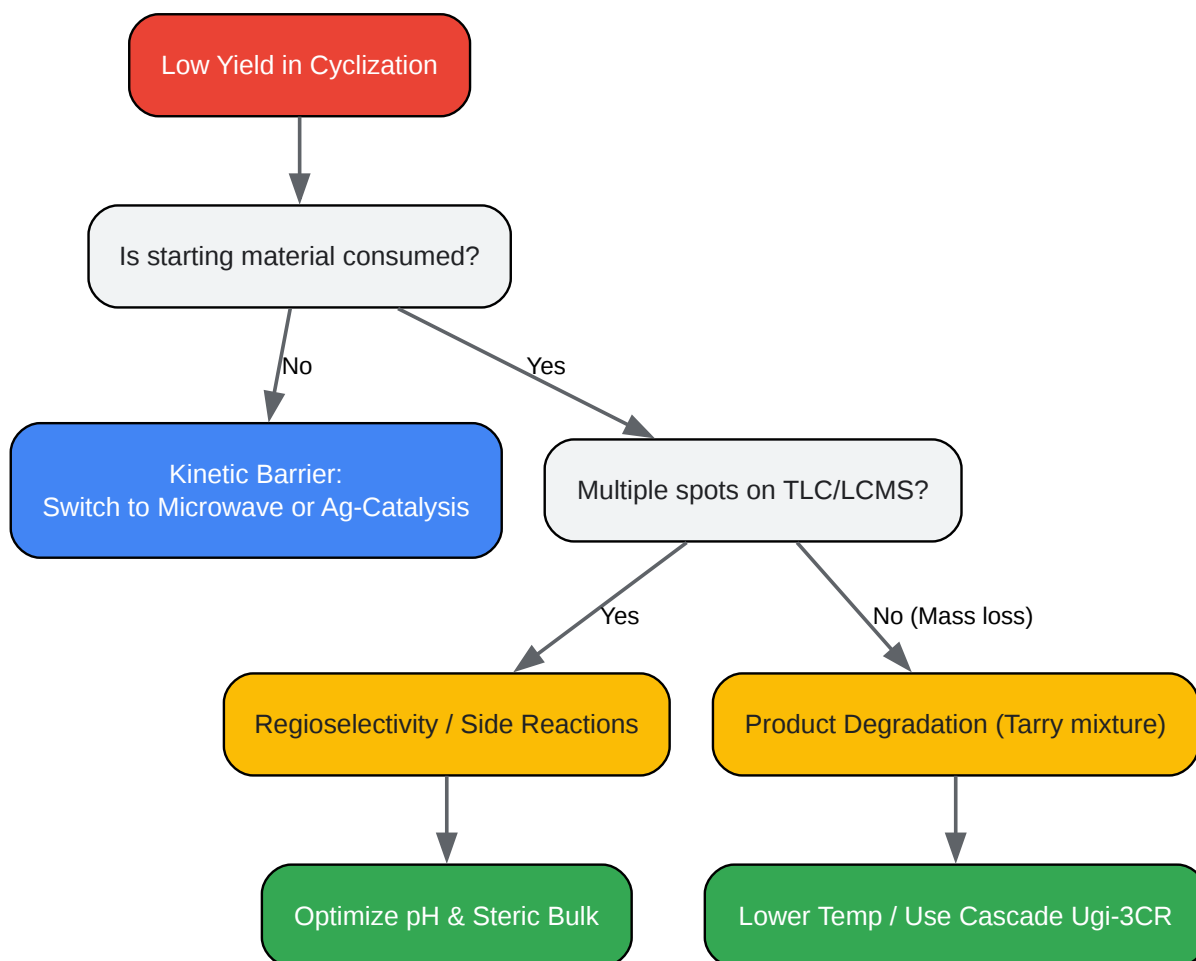 Low Yield in Cyclization
Is starting material consumed?
No
Yes
Kinetic Barrier:
Switch to Microwave or Ag-Catalysis
Multiple spots on TLC/LCMS?
Yes
No (Mass loss)
Regioselectivity / Side Reactions
Product Degradation (Tarry mixture)
Optimize pH & Steric Bulk
Lower Temp / Use Cascade Ugi-3CR